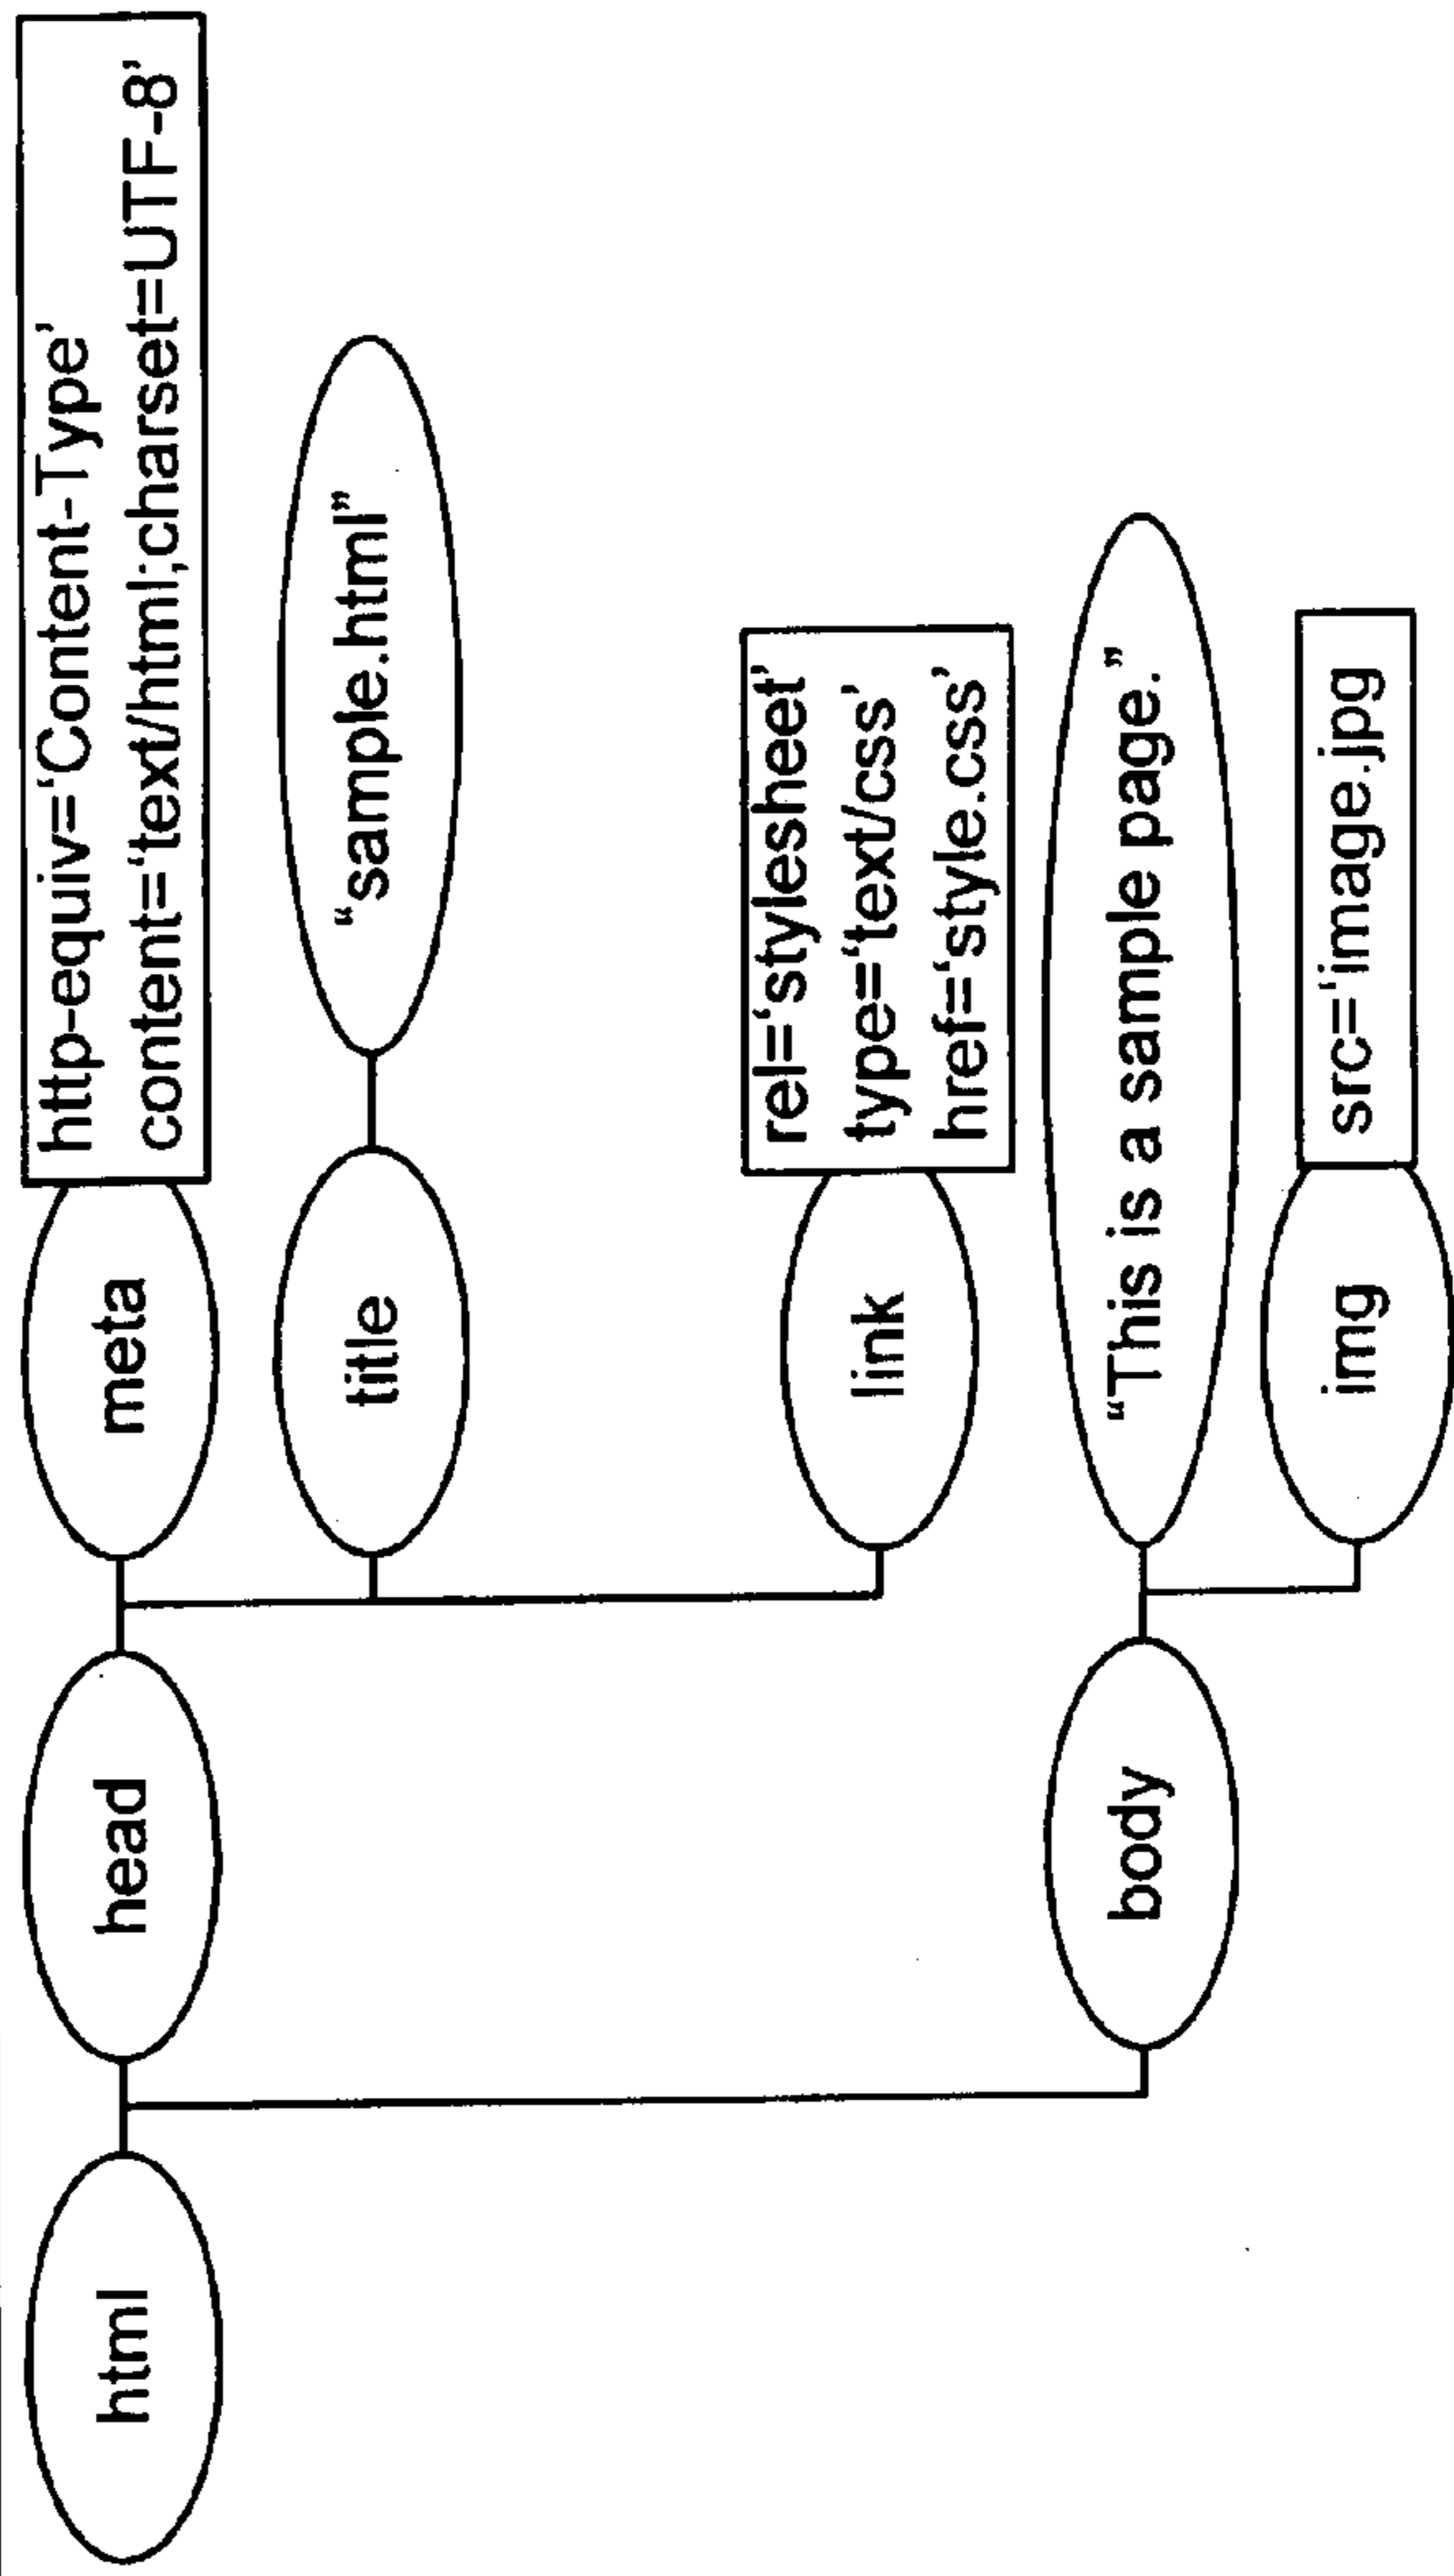 html
head
meta
http-equiv=‘Content-Type’
content=‘text/html;charset=UTF-8’
title
“sample.html”
link
rel=‘stylesheet’
type=‘text/css’
href=‘style.css’
body
“This is a sample page.”
img
src=‘image.jpg